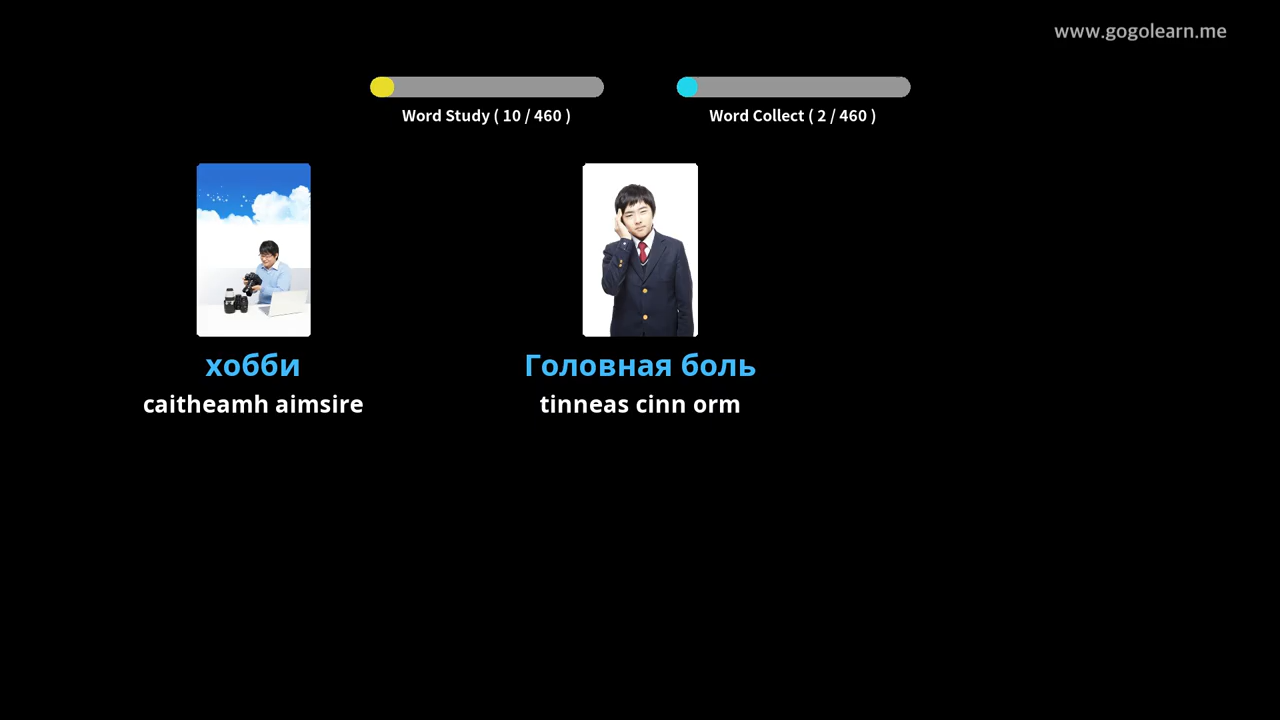 www.gogolearn.me
Word Study ( 10 / 460 )
Word Collect ( 2 / 460 )
хобби
caitheamh aimsire
Головная боль
tinneas cinn orm